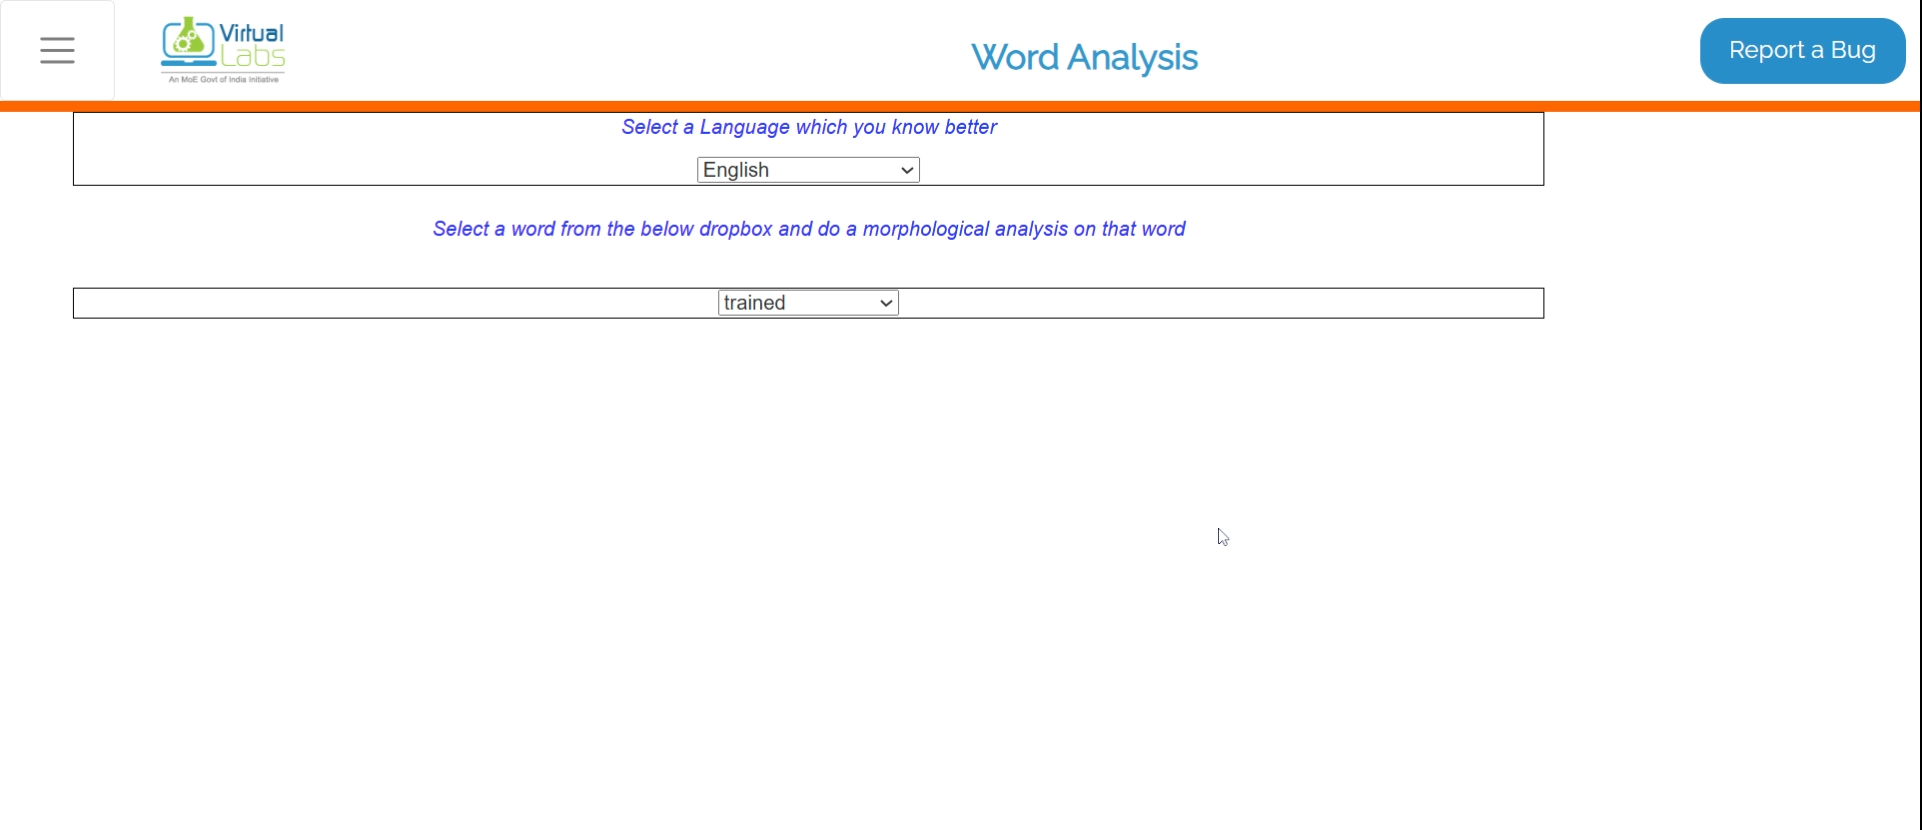 Virtual
Labs
An MoE Govt of India Initiative
Word Analysis
Report a Bug
Select a Language which you know better
English
Select a word from the below dropbox and do a morphological analysis on that word
trained